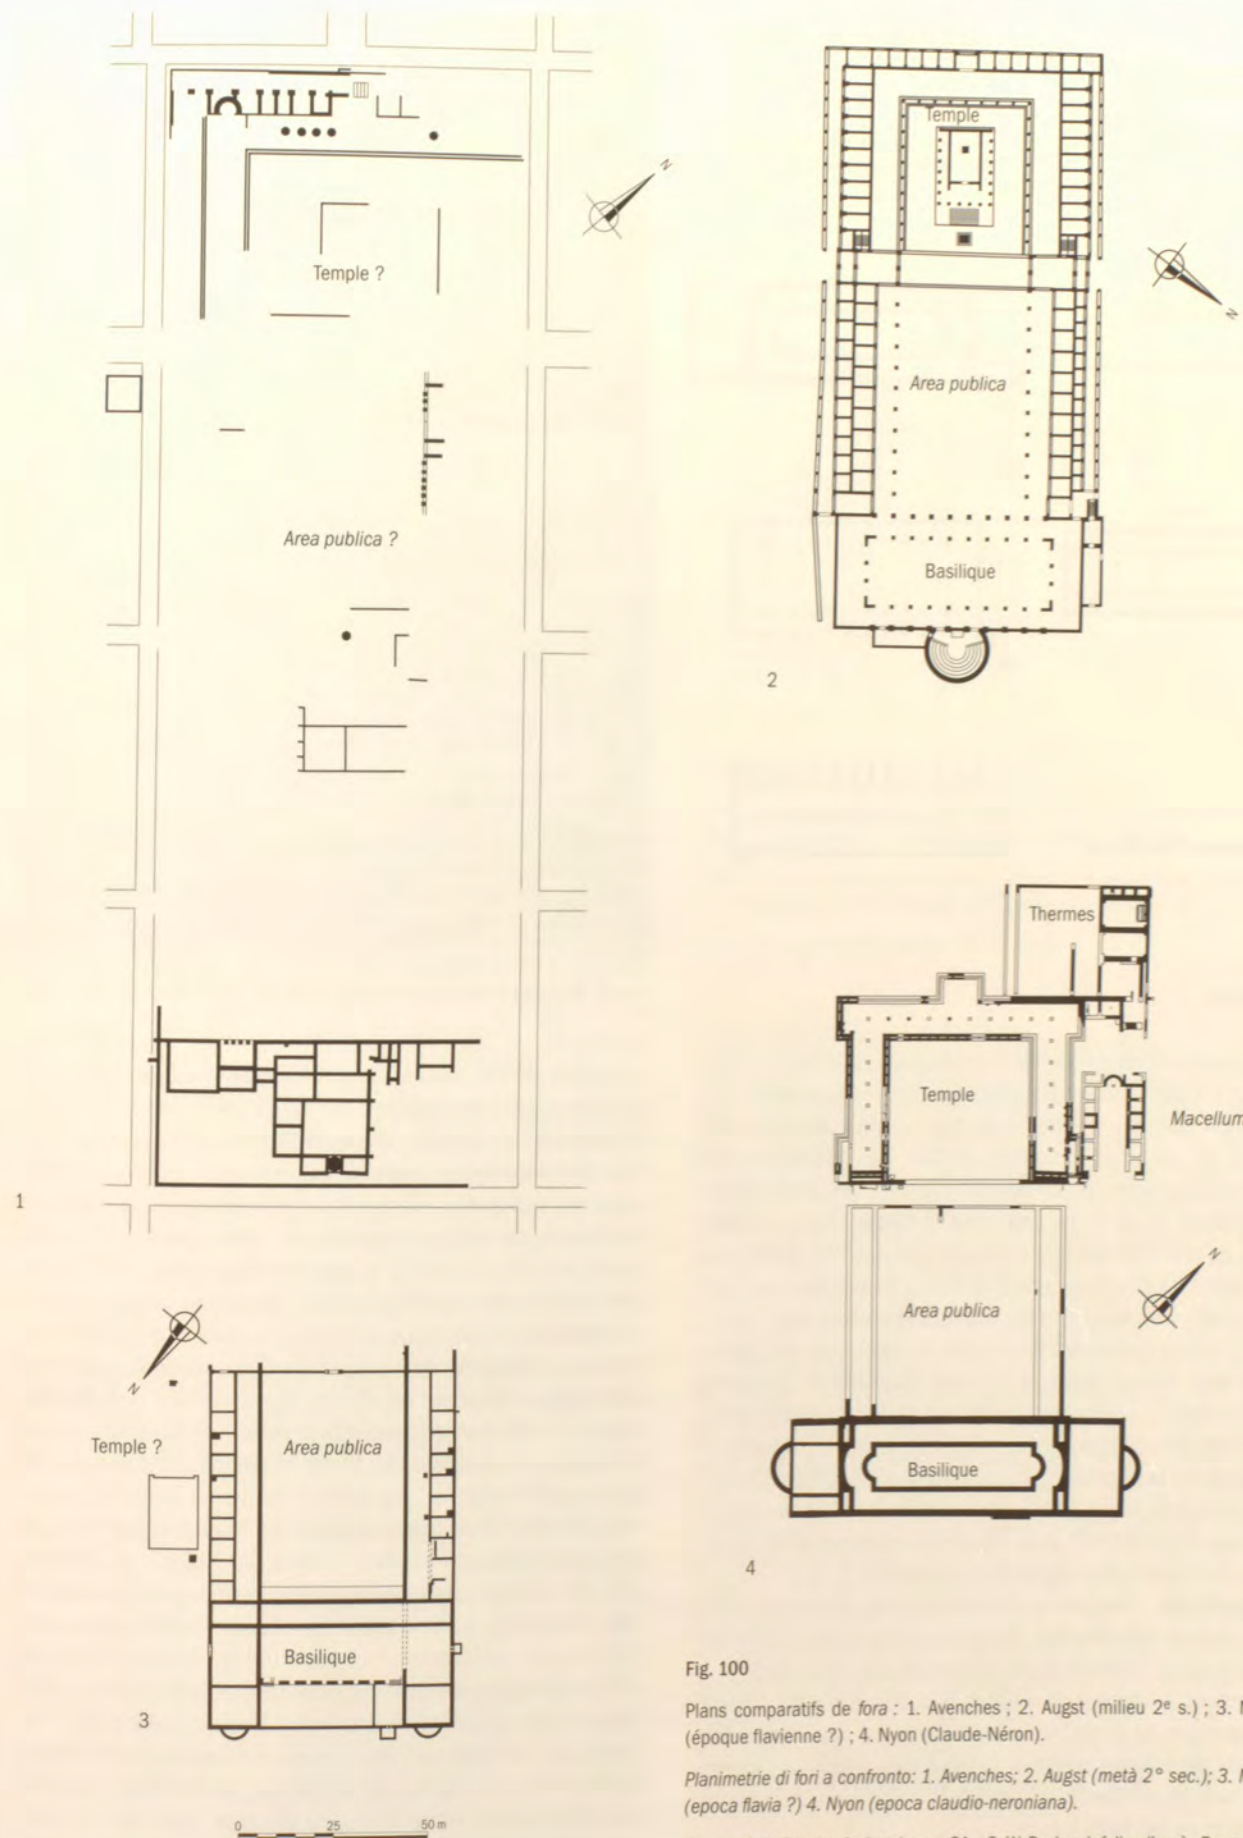 N
Temple ?
Area publica ?
1
Temple
N
Area publica
Basilique
2
N
Temple ?
Area publica
Basilique
3
0 25 50 m
Thermes
Temple
Macellum
N
Area publica
Basilique
4
Fig. 100
Plans comparatifs de fora : 1. Avenches ; 2. Augst (milieu 2e s.) ; 3.
(époque flavienne ?) ; 4. Nyon (Claude-Néron).
Planimetrie di fori a confronto: 1. Avenches; 2. Augst (metà 2° sec.); 3.
(epoca flavia ?) 4. Nyon (epoca claudio-neroniana).